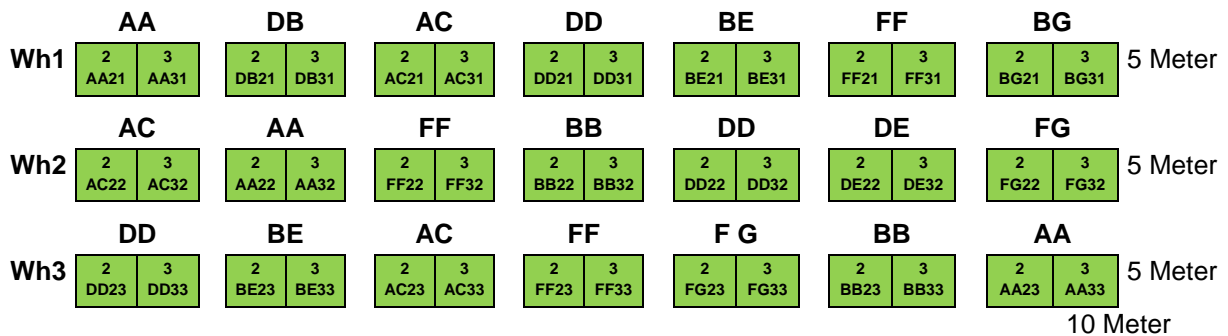 AA DB AC DD BE FF BG
Wh1 2 3 2 3 2 3 2 3 2 3 2 3 2 3 5 Meter
AA21 AA31 DB21 DB31 AC21 AC31 DD21 DD31 BE21 BE31 FF21 FF31 BG21 BG31
AC AA FF BB DD DE FG
Wh2 2 3 2 3 2 3 2 3 2 3 2 3 2 3 5 Meter
AC22 AC32 AA22 AA32 FF22 FF32 BB22 BB32 DD22 DD32 DE22 DE32 FG22 FG32
DD BE AC FF F G BB AA
Wh3 2 3 2 3 2 3 2 3 2 3 2 3 2 3 5 Meter
DD23 DD33 BE23 BE33 AC23 AC33 FF23 FF33 FG23 FG33 BB23 BB33 AA23 AA33
10 Meter